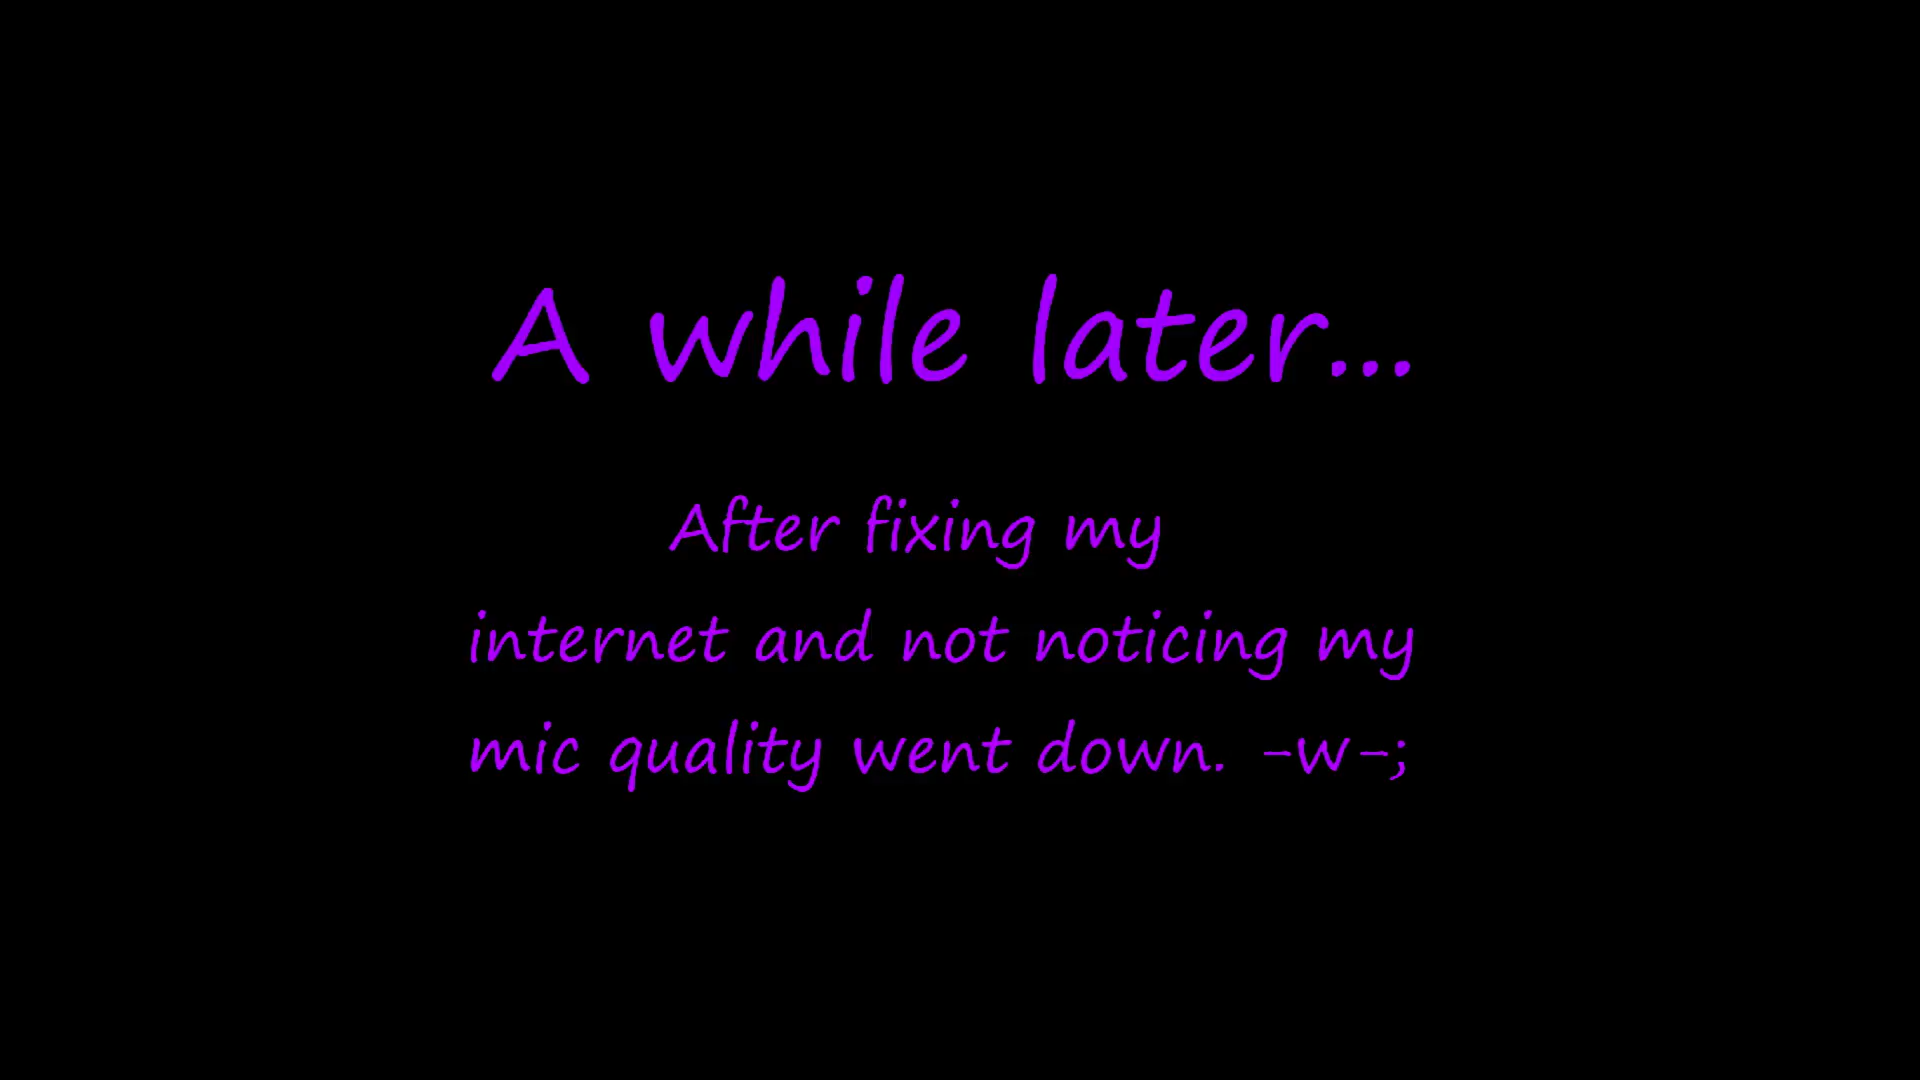 A while later...
After fixing my
internet and not noticing my
mic quality went down. -w-;